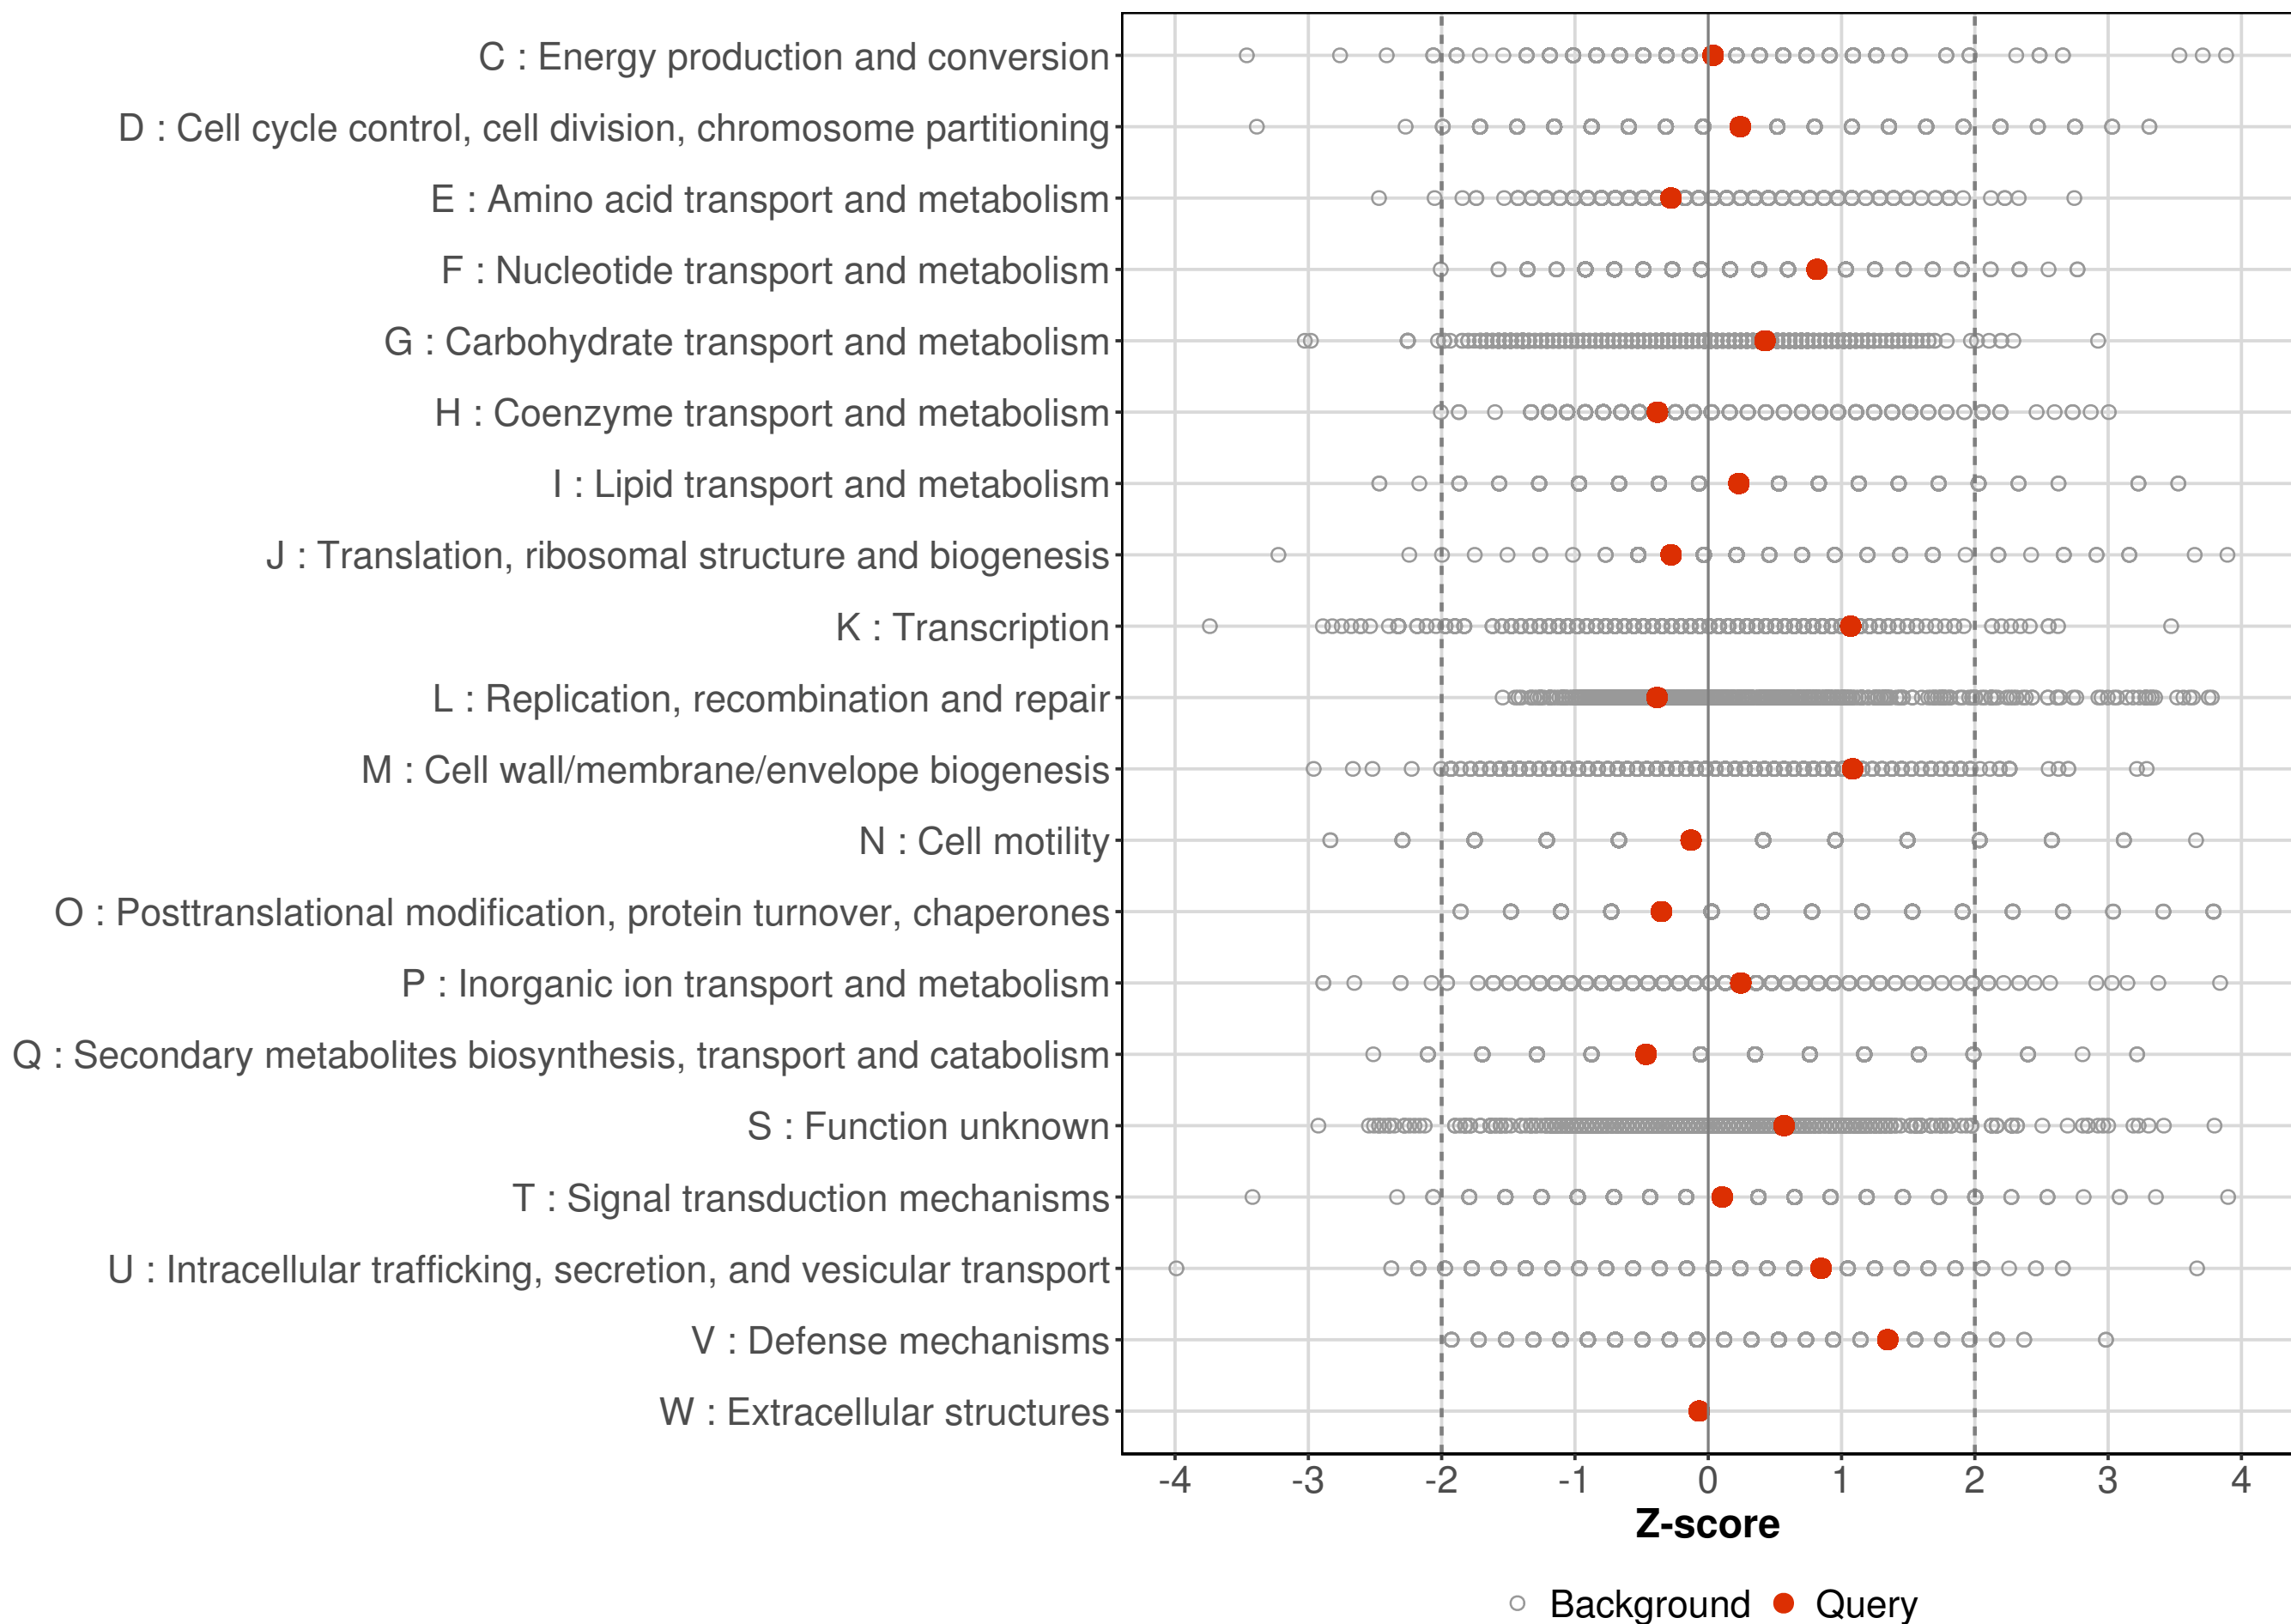 C : Energy production and conversion
D : Cell cycle control, cell division, chromosome partitioning
E : Amino acid transport and metabolism
F : Nucleotide transport and metabolism
G : Carbohydrate transport and metabolism
H : Coenzyme transport and metabolism
I : Lipid transport and metabolism
J : Translation, ribosomal structure and biogenesis
K : Transcription
L : Replication, recombination and repair
M : Cell wall/membrane/envelope biogenesis
N : Cell motility
O : Posttranslational modification, protein turnover, chaperones
P : Inorganic ion transport and metabolism
Q : Secondary metabolites biosynthesis, transport and catabolism
S : Function unknown
T : Signal transduction mechanisms
U : Intracellular trafficking, secretion, and vesicular transport
V : Defense mechanisms
W : Extracellular structures
-4 -3 -2 -1 0 1 2 3 4
Z-score
Background Query